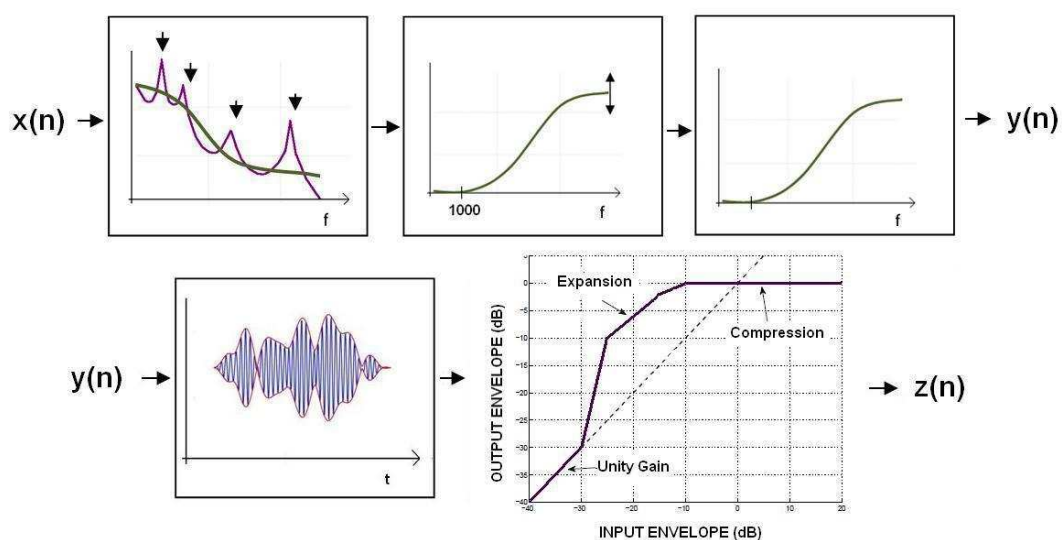 x(n)
f
1000
f
f
y(n)
y(n)
t
OUTPUT ENVELOPE (dB)
5
0
−5
−10
−15
−20
−25
−30
−35
−40
Expansion
Compression
Unity Gain
−40 −30 −20 −10 0 10 20
INPUT ENVELOPE (dB)
z(n)